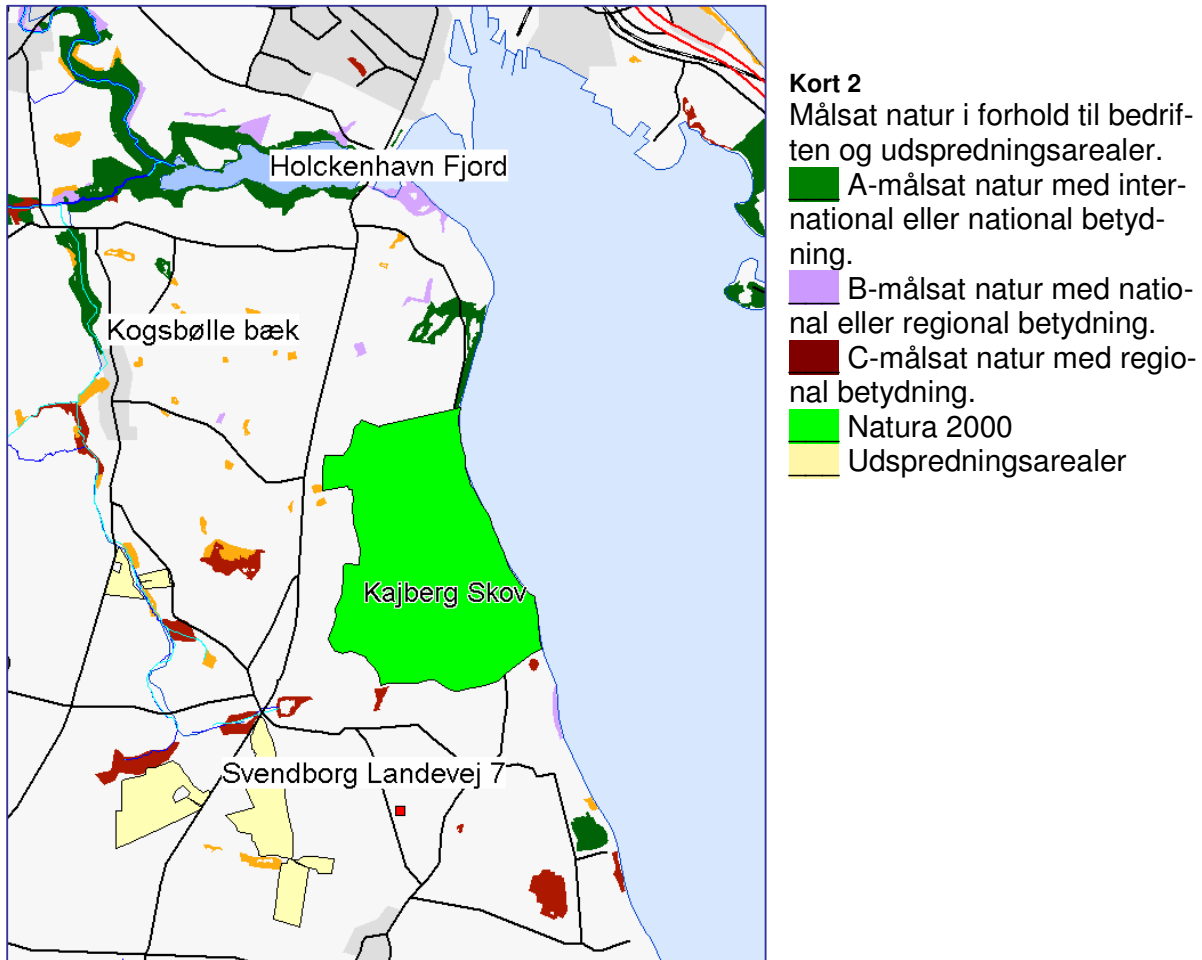 Holckenhavn Fjord
Kogsbølle bæk
Kajberg Skov
Svendborg Landevej 7
Kort 2
Målsat natur i forhold til bedrif-
ten og udspredningsarealer.
A-målsat natur med inter-
national eller national betyd-
ning.
B-målsat natur med natio-
nal eller regional betydning.
C-målsat natur med regio-
nal betydning.
Natura 2000
Udspredningsarealer